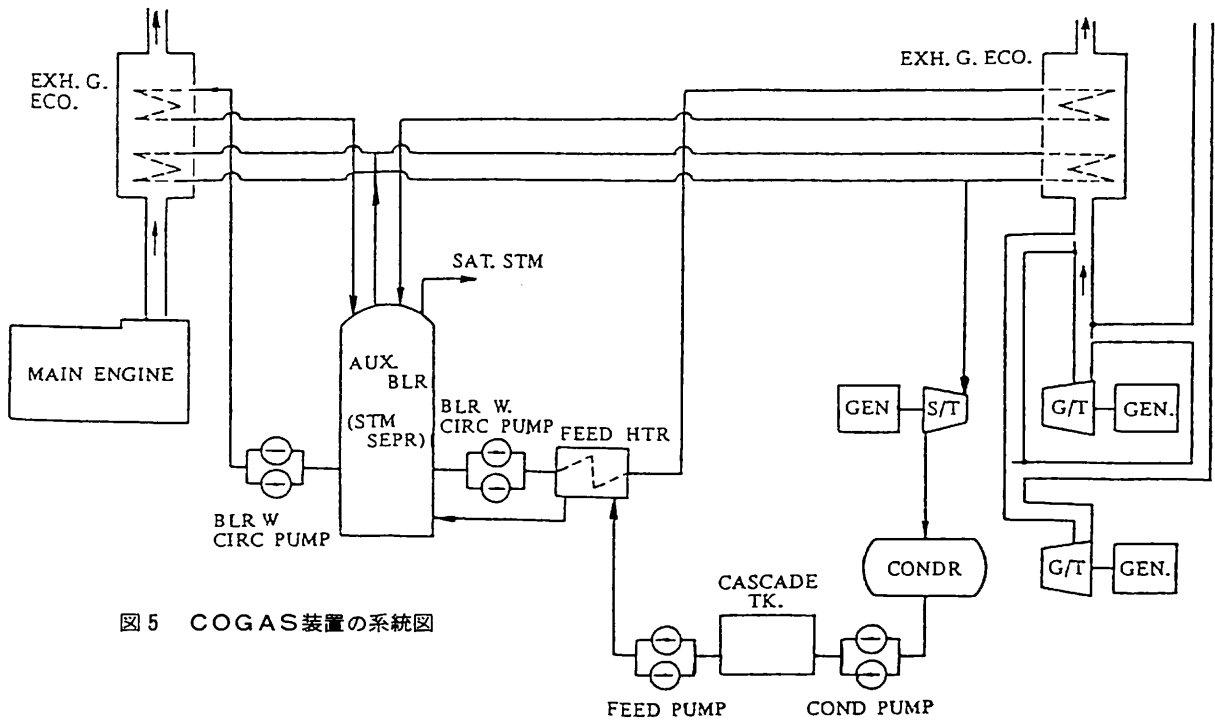 EXH. G.
ECO.
EXH. G. ECO.
SAT. STM
MAIN ENGINE
AUX.
BLR
(STM
SEPR)
BLR W.
CIRC PUMP
FEED HTR
GEN
S/T
G/T
GEN.
BLR W
CIRC PUMP
CONDR
G/T
GEN.
CASCADE
TK.
FEED PUMP
COND PUMP
図5 COGAS装置の系統図